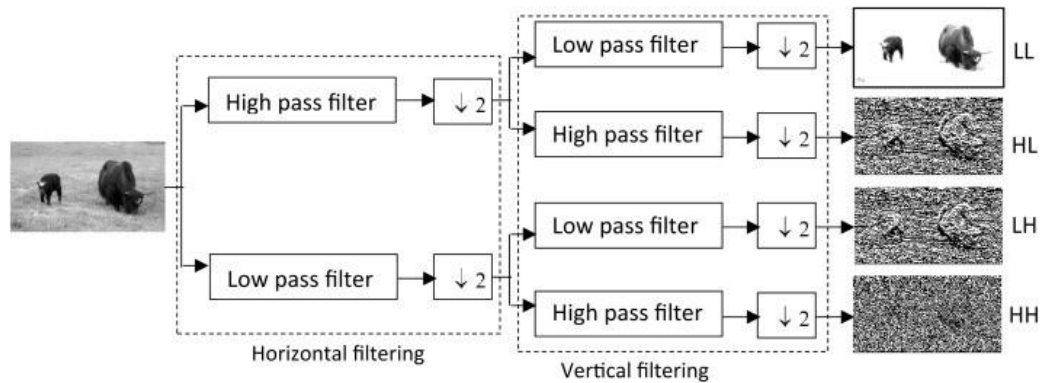 Low pass filter
↓ 2
LL
High pass filter
↓ 2
High pass filter
↓ 2
HL
Low pass filter
↓ 2
LH
Low pass filter
↓ 2
High pass filter
↓ 2
HH
Horizontal filtering
Vertical filtering